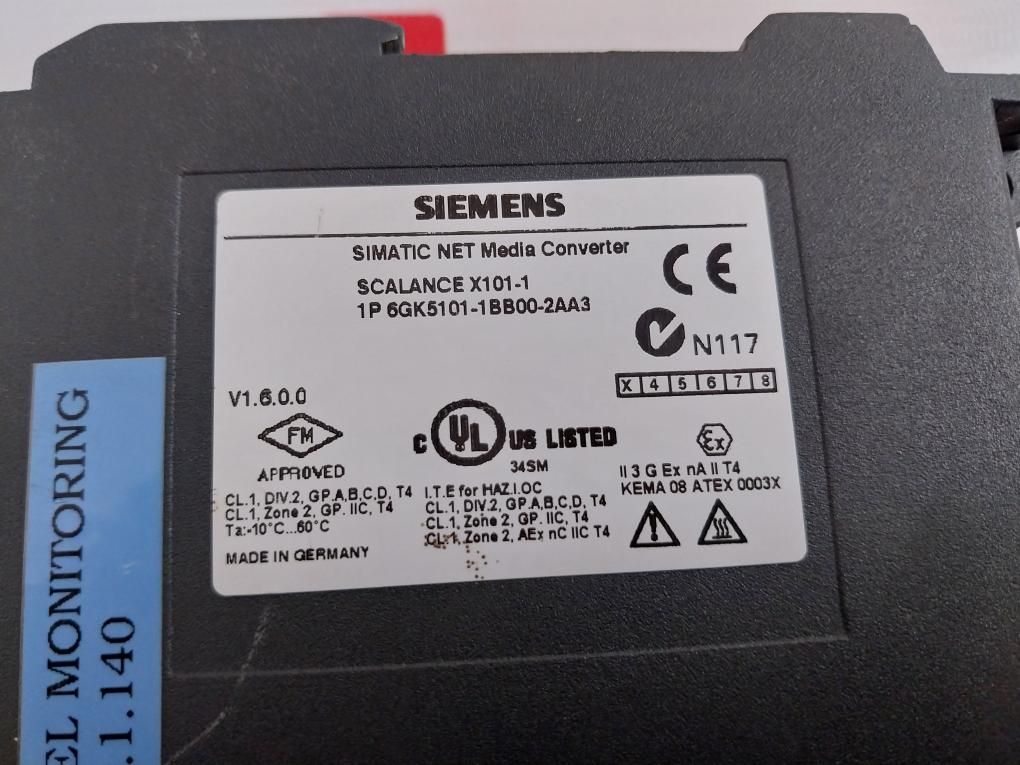 SIEMENS
SIMATIC NET Media Converter
SCALANCE X101-1
1P 6GK5101-1BB00-2AA3
CE
N117
X 4 5 6 7 8
V1.6.0.0
FM
APPROVED
CL.1, DIV.2, GP.A,B,C,D, T4
CL.1, Zone 2, GP. IIC, T4
Ta:-10°C...60°C
MADE IN GERMANY
C UL US LISTED
34SM
I.T.E for HAZ.LOC
CL.1, DIV.2, GP.A,B,C,D, T4
CL.1, Zone 2, GP. IIC, T4
CL.1, Zone 2, AEx nC IIC T4
Ex
II 3 G Ex nA II T4
KEMA 08 ATEX 0003X
EL MONITORING
.1.140